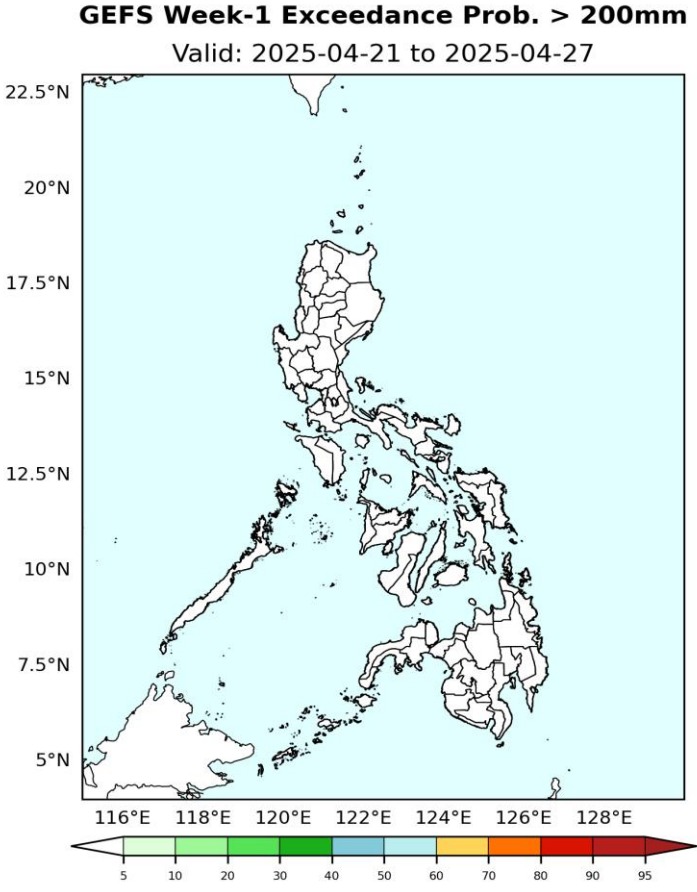 GEFS Week-1 Exceedance Prob. > 200mm
Valid: 2025-04-21 to 2025-04-27
22.5°N
20°N
17.5°N
15°N
12.5°N
10°N
7.5°N
5°N
116°E 118°E 120°E 122°E 124°E 126°E 128°E
5 10 20 30 40 50 60 70 80 90 95